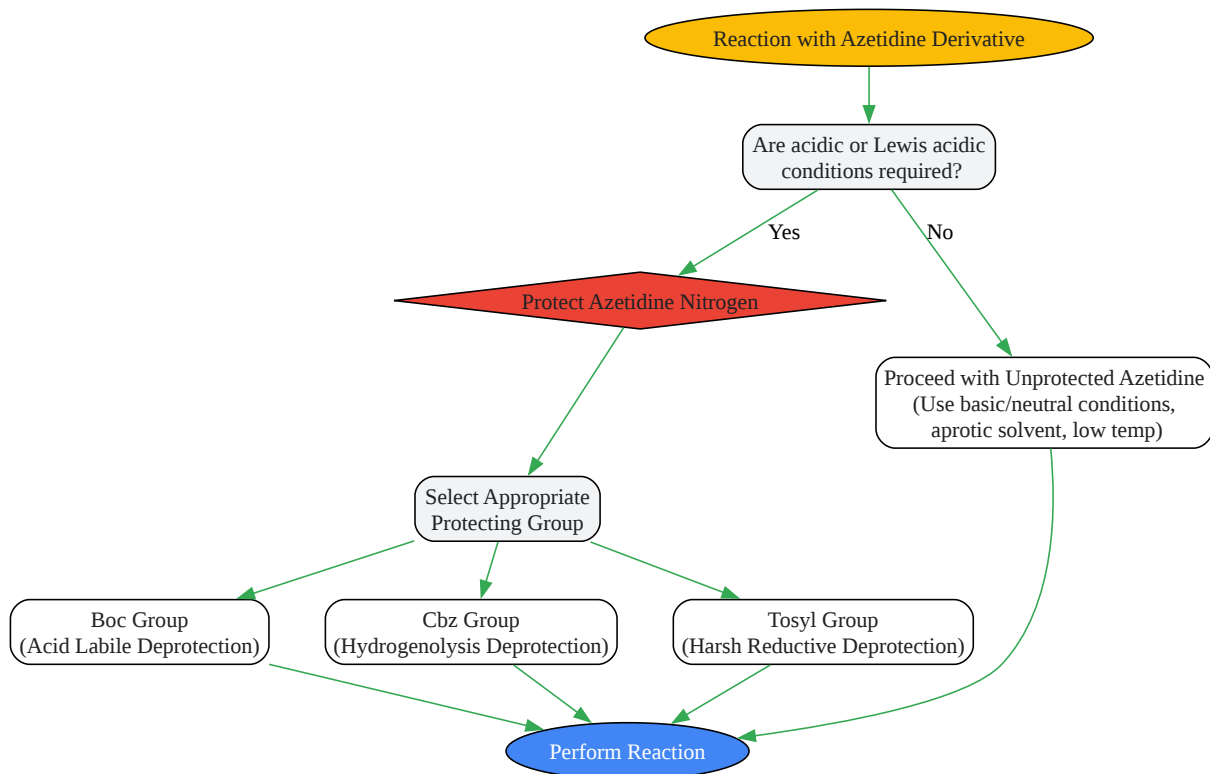 Reaction with Azetidine Derivative
Are acidic or Lewis acidic
conditions required?
Yes
No
Protect Azetidine Nitrogen
Proceed with Unprotected Azetidine
(Use basic/neutral conditions,
aprotic solvent, low temp)
Select Appropriate
Protecting Group
Boc Group
(Acid Labile Deprotection)
Cbz Group
(Hydrogenolysis Deprotection)
Tosyl Group
(Harsh Reductive Deprotection)
Perform Reaction